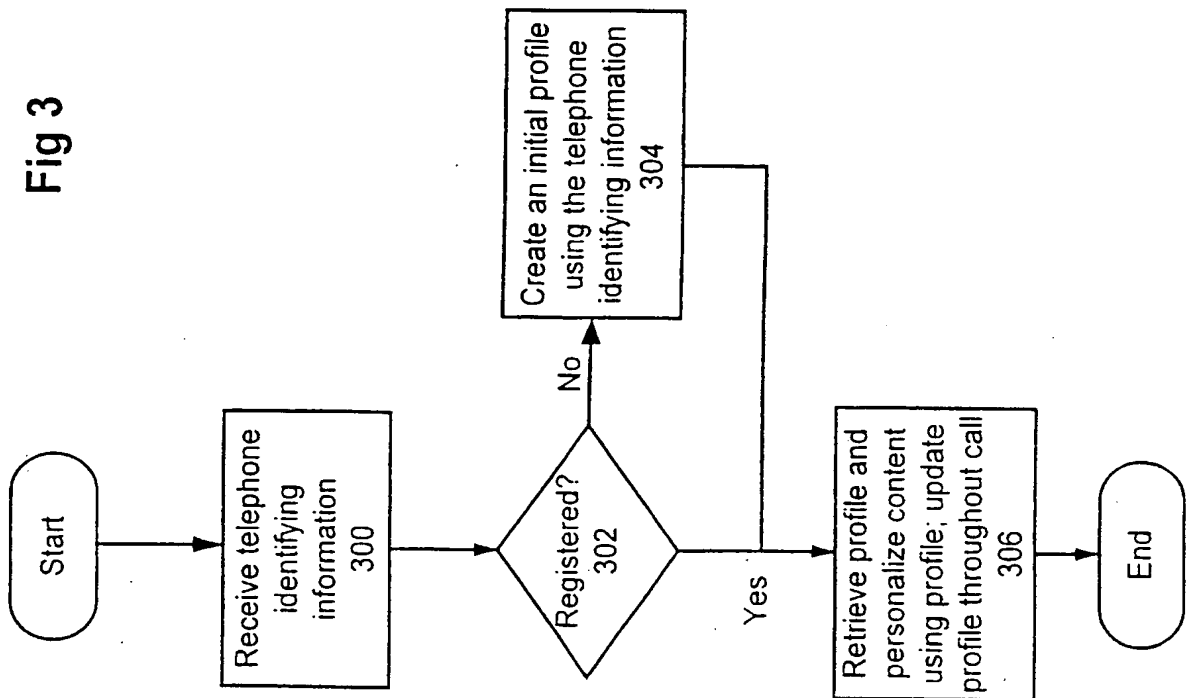 Fig 3
Start
Receive telephone
identifying
information
300
Registered?
302
No
Create an initial profile
using the telephone
identifying information
304
Yes
Retrieve profile and
personalize content
using profile; update
profile throughout call
306
End